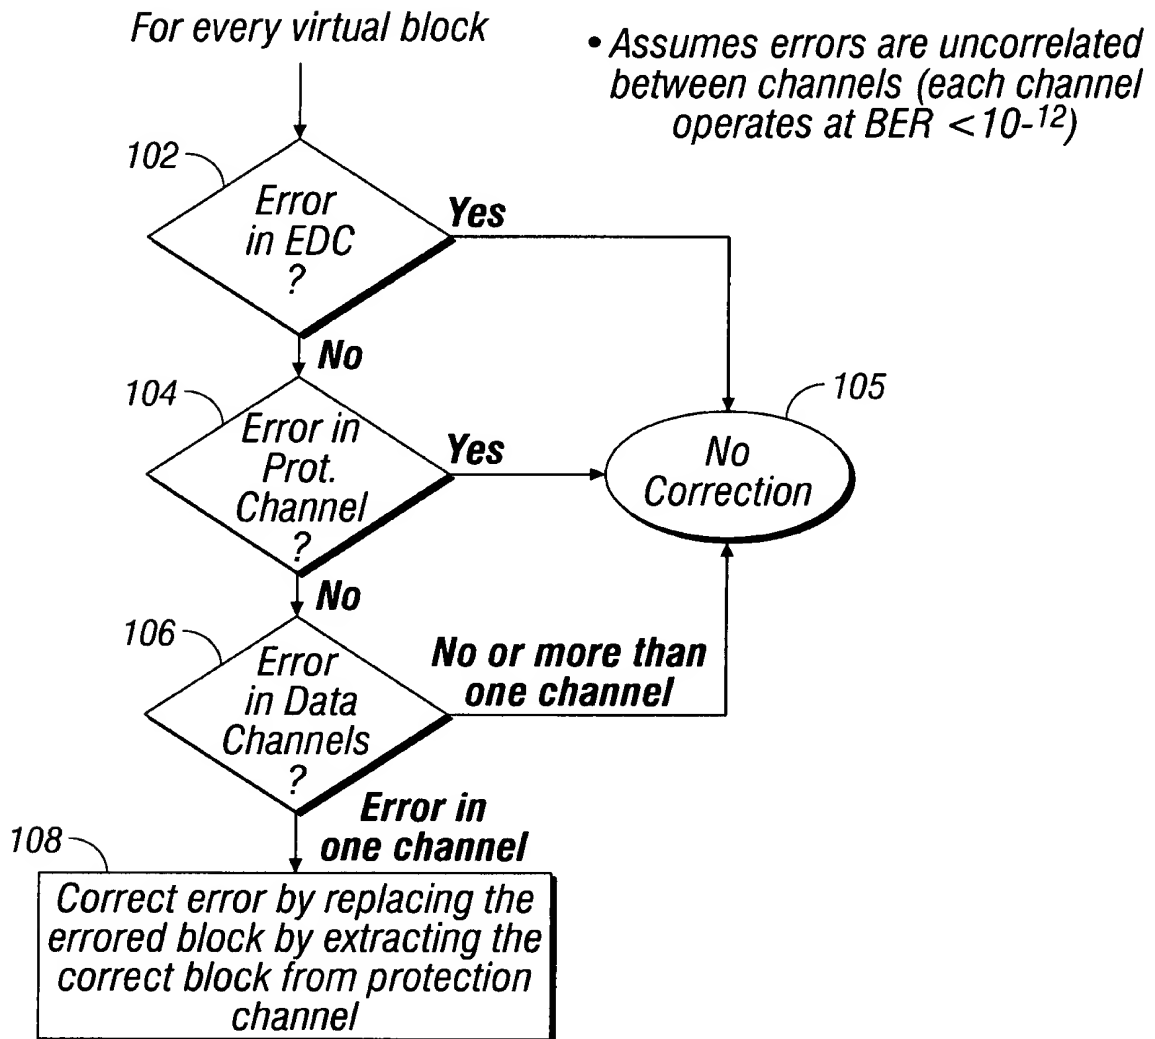 For every virtual block
• Assumes errors are uncorrelated
between channels (each channel
operates at BER <10-12)
102
Error
in EDC
?
Yes
No
104
Error in
Prot.
Channel
?
Yes
105
No
Correction
No
106
Error
in Data
Channels
?
No or more than
one channel
Error in
one channel
108
Correct error by replacing the
errored block by extracting the
correct block from protection
channel